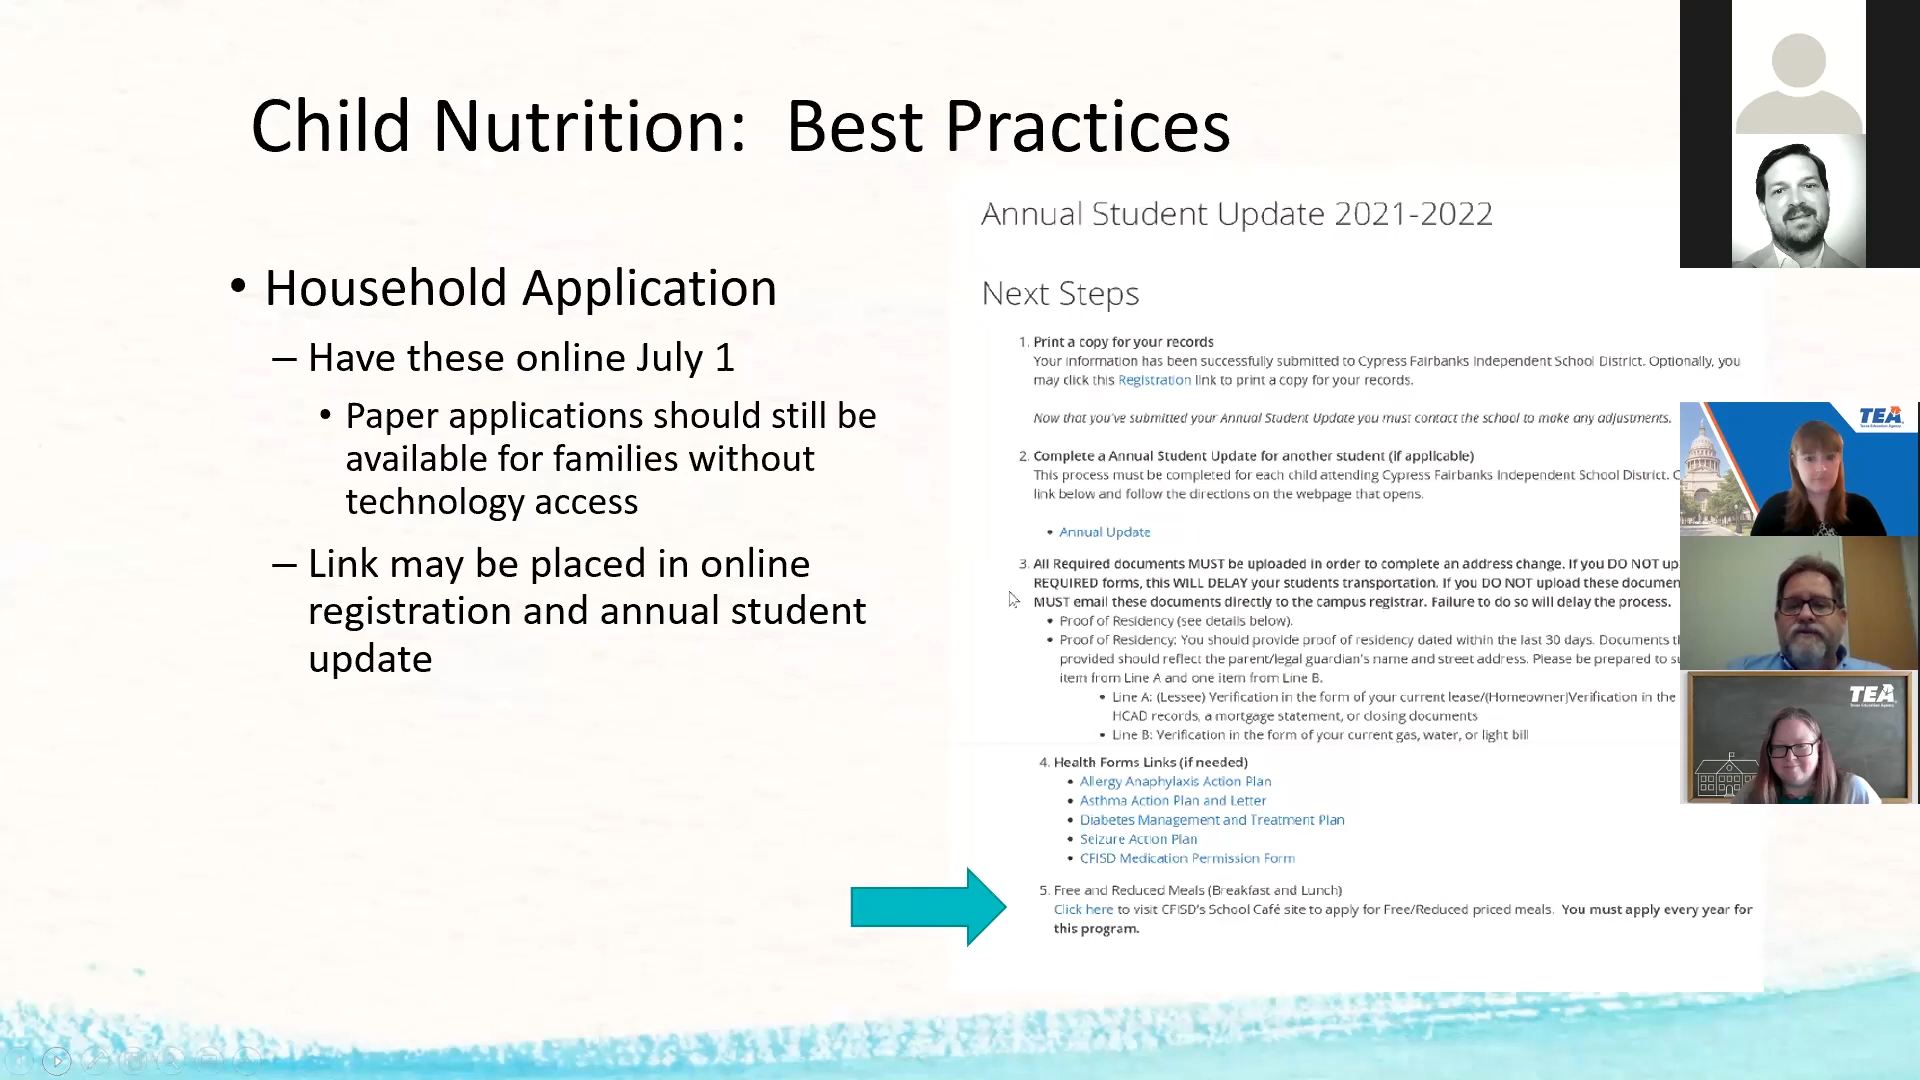 Child Nutrition:  Best Practices
• Household Application
– Have these online July 1
• Paper applications should still be
available for families without
technology access
– Link may be placed in online
registration and annual student
update
Annual Student Update 2021-2022
Next Steps
1. Print a copy for your records
Your information has been successfully submitted to Cypress Fairbanks Independent School District. Optionally, you
may click this Registration link to print a copy for your records.
Now that you've submitted your Annual Student Update you must contact the school to make any adjustments.
2. Complete a Annual Student Update for another student (if applicable)
This process must be completed for each child attending Cypress Fairbanks Independent School District.
link below and follow the directions on the webpage that opens.
• Annual Update
3. All Required documents MUST be uploaded in order to complete an address change. If you DO NOT up
REQUIRED forms, this WILL DELAY your students transportation. If you DO NOT upload these documen
MUST email these documents directly to the campus registrar. Failure to do so will delay the process.
• Proof of Residency (see details below).
• Proof of Residency: You should provide proof of residency dated within the last 30 days. Documents
provided should reflect the parent/legal guardian's name and street address. Please be prepared to
item from Line A and one item from Line B.
• Line A: (Lessee) Verification in the form of your current lease/(Homeowner)Verification in the
HCAD records, a mortgage statement, or closing documents
• Line B: Verification in the form of your current gas, water, or light bill
4. Health Forms Links (if needed)
• Allergy Anaphylaxis Action Plan
• Asthma Action Plan and Letter
• Diabetes Management and Treatment Plan
• Seizure Action Plan
• CFISD Medication Permission Form
5. Free and Reduced Meals (Breakfast and Lunch)
Click here to visit CFISD's School Café site to apply for Free/Reduced priced meals.  You must apply every year for
this program.
TEA
Texas Education Agency
TEA
Texas Education Agency